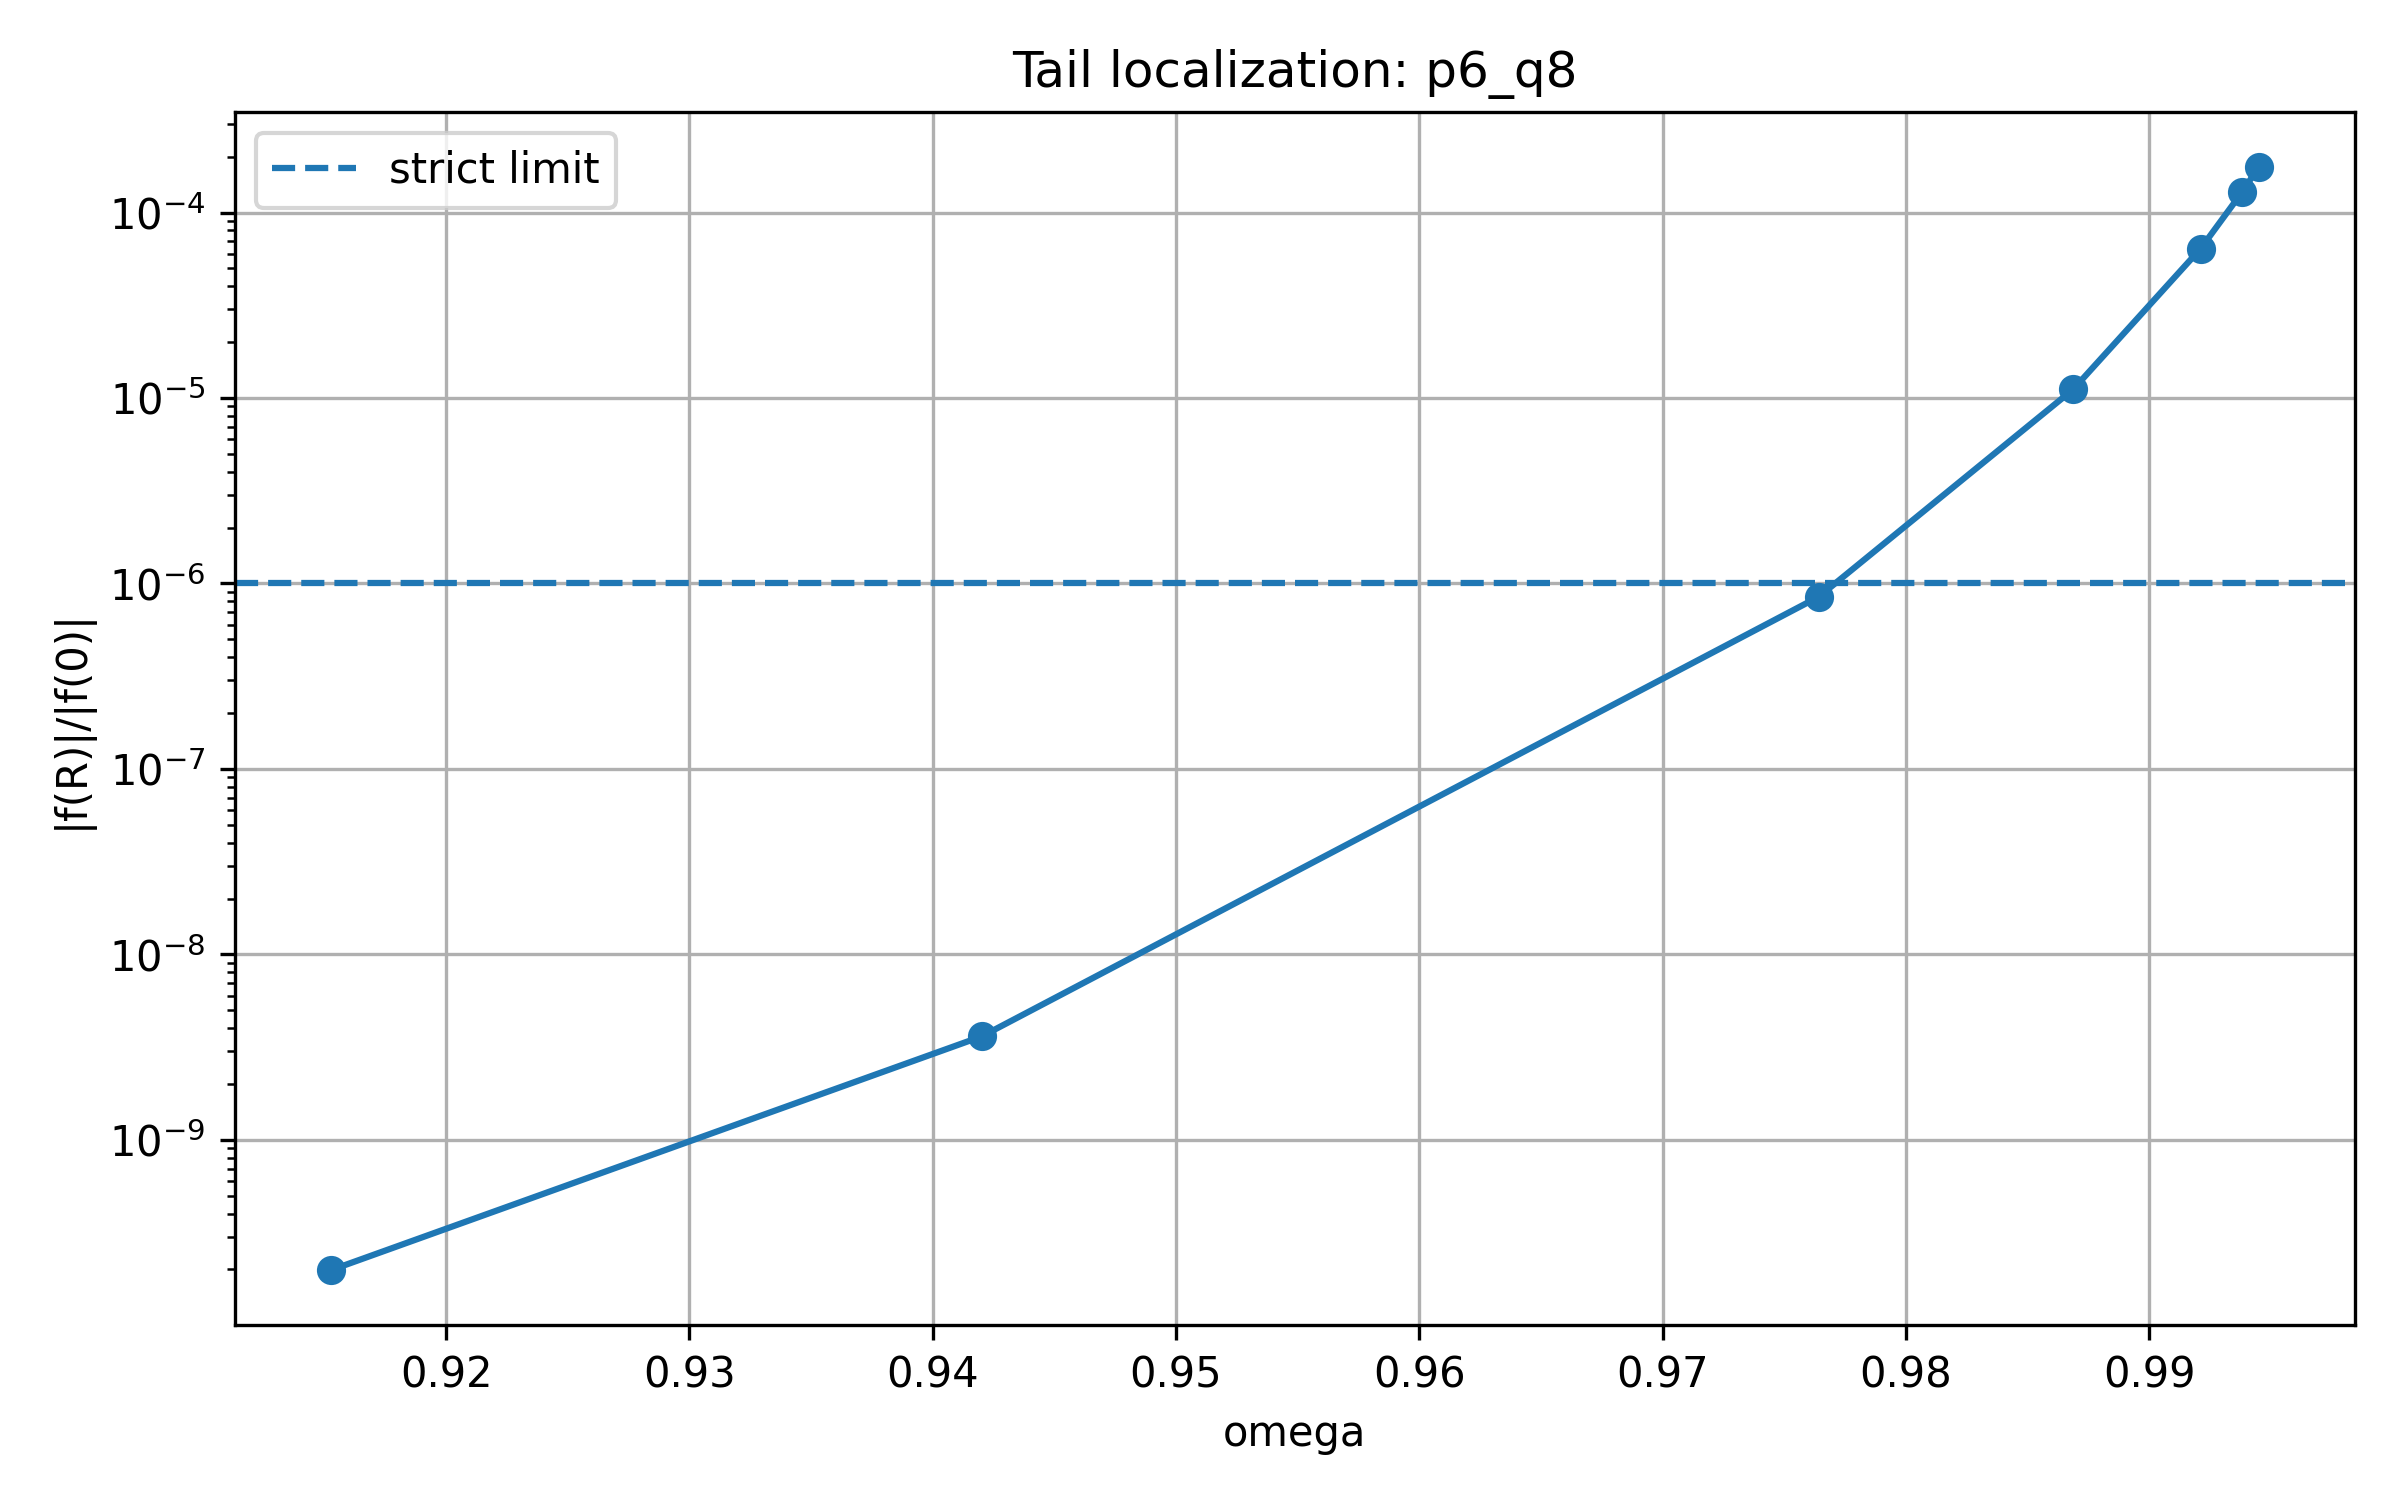 Tail localization: p6_q8
strict limit
|f(R)|/|f(0)|
10⁻⁴
10⁻⁵
10⁻⁶
10⁻⁷
10⁻⁸
10⁻⁹
0.92 0.93 0.94 0.95 0.96 0.97 0.98 0.99
omega